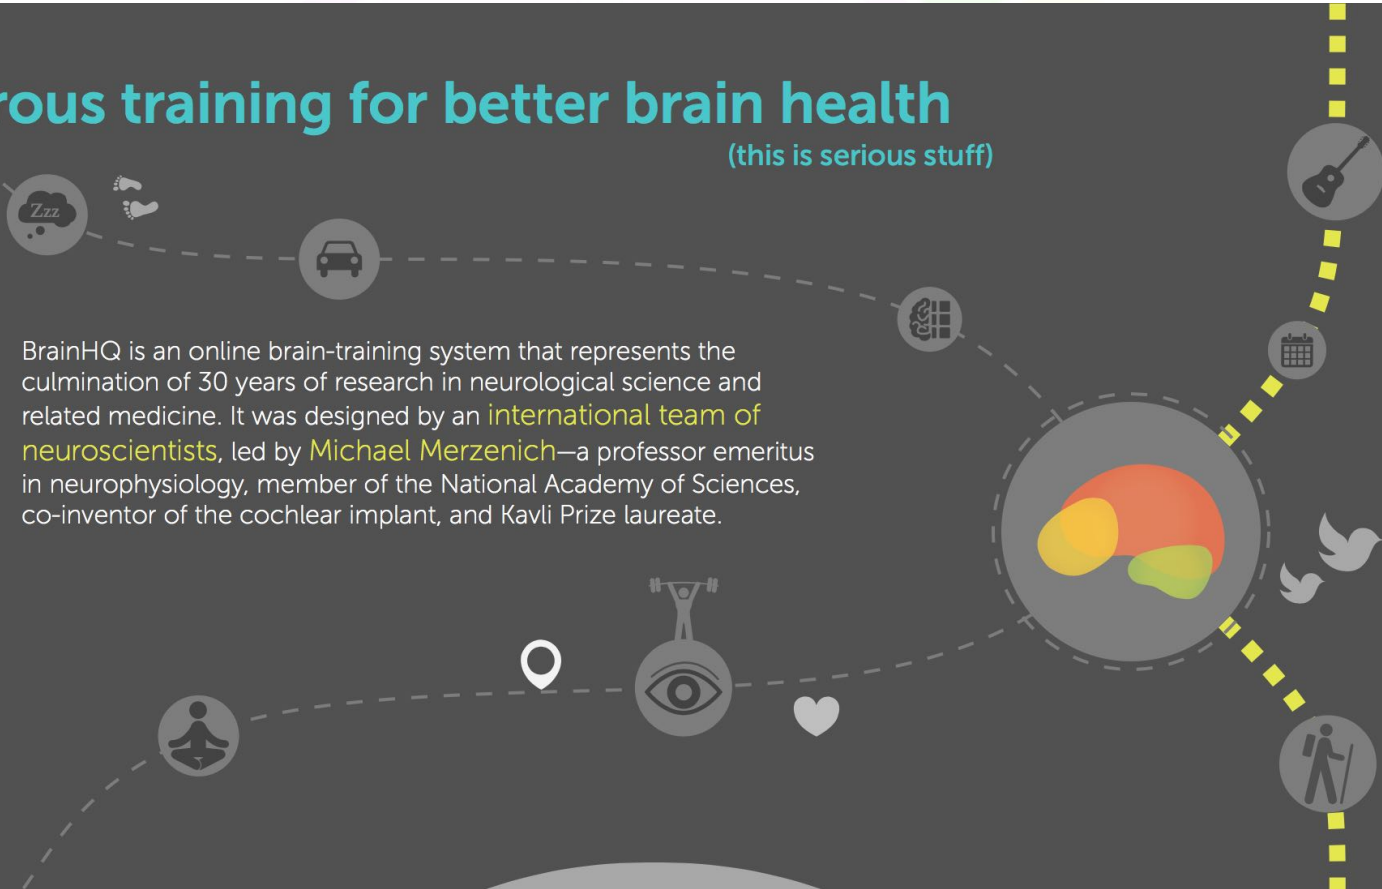 rous training for better brain health
(this is serious stuff)
Zzz
BrainHQ is an online brain-training system that represents the
culmination of 30 years of research in neurological science and
related medicine. It was designed by an international team of
neuroscientists, led by Michael Merzenich—a professor emeritus
in neurophysiology, member of the National Academy of Sciences,
co-inventor of the cochlear implant, and Kavli Prize laureate.